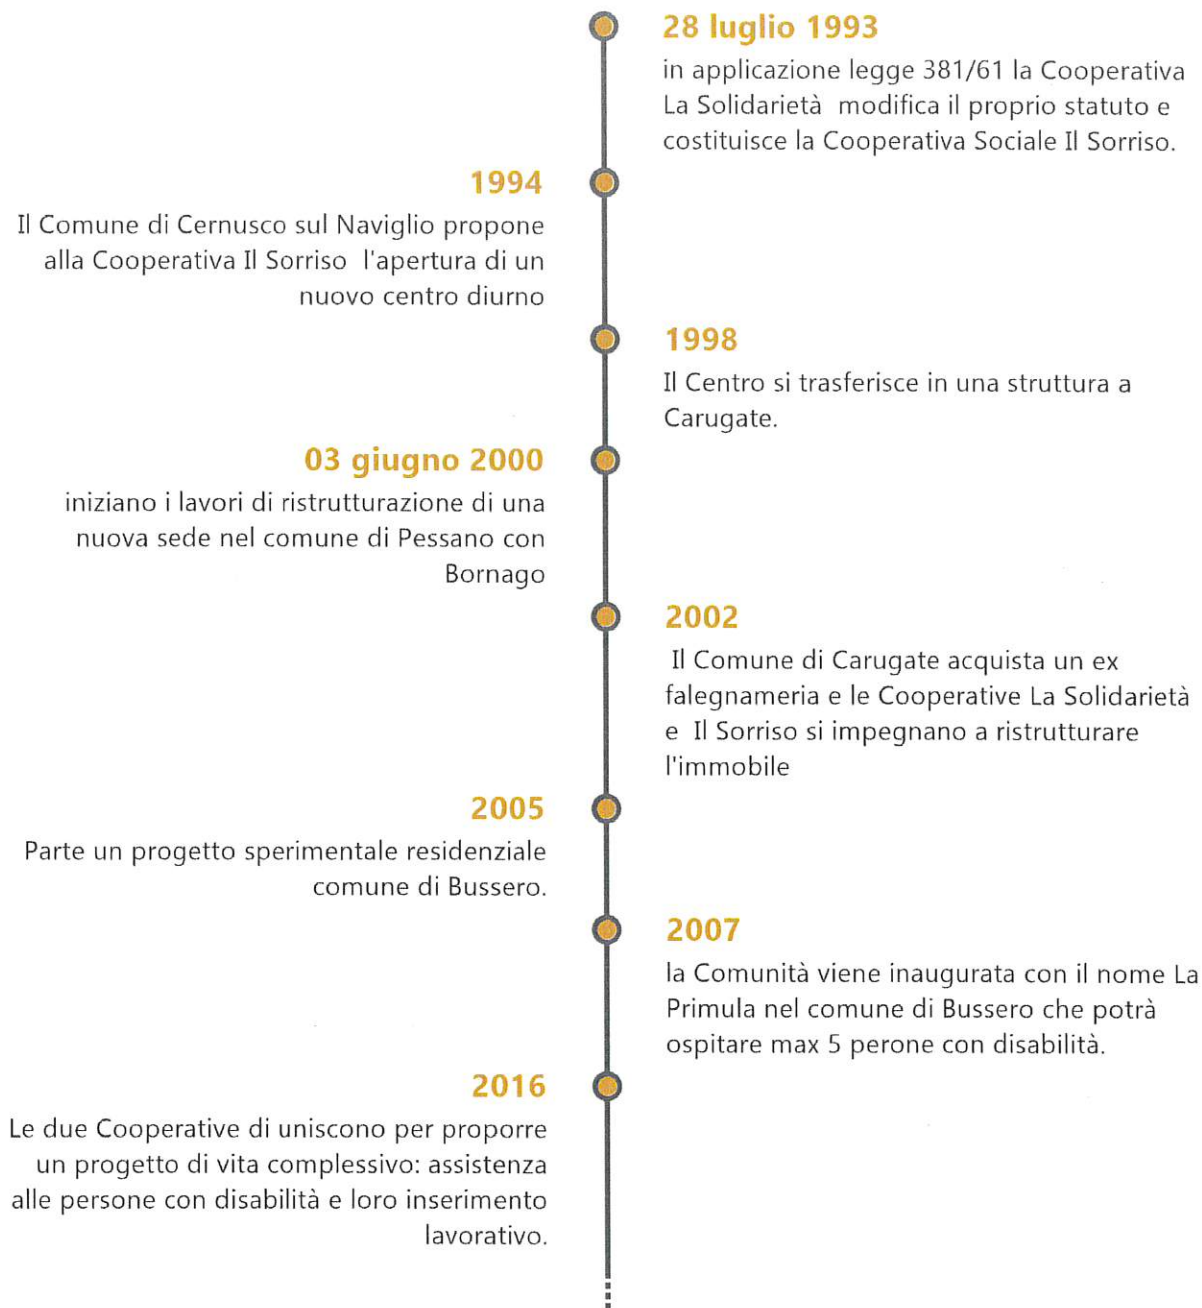 28 luglio 1993
in applicazione legge 381/61 la Cooperativa
La Solidarietà modifica il proprio statuto e
costituisce la Cooperativa Sociale Il Sorriso.
1994
Il Comune di Cernusco sul Naviglio propone
alla Cooperativa Il Sorriso l'apertura di un
nuovo centro diurno
1998
Il Centro si trasferisce in una struttura a
Carugate.
03 giugno 2000
iniziano i lavori di ristrutturazione di una
nuova sede nel comune di Pessano con
Bornago
2002
Il Comune di Carugate acquista un ex
falegnameria e le Cooperative La Solidarietà
e Il Sorriso si impegnano a ristrutturare
l'immobile
2005
Parte un progetto sperimentale residenziale
comune di Bussero.
2007
la Comunità viene inaugurata con il nome La
Primula nel comune di Bussero che potrà
ospitare max 5 perone con disabilità.
2016
Le due Cooperative di uniscono per proporre
un progetto di vita complessivo: assistenza
alle persone con disabilità e loro inserimento
lavorativo.